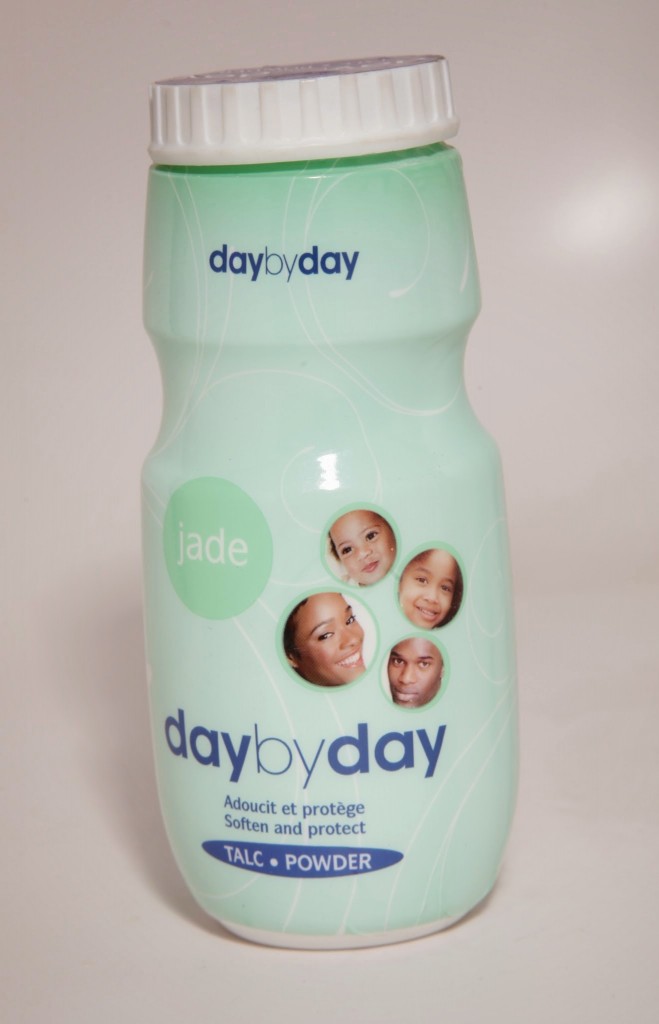 daybyday
jade
daybyday
Adoucit et protège
Soften and protect
TALC • POWDER